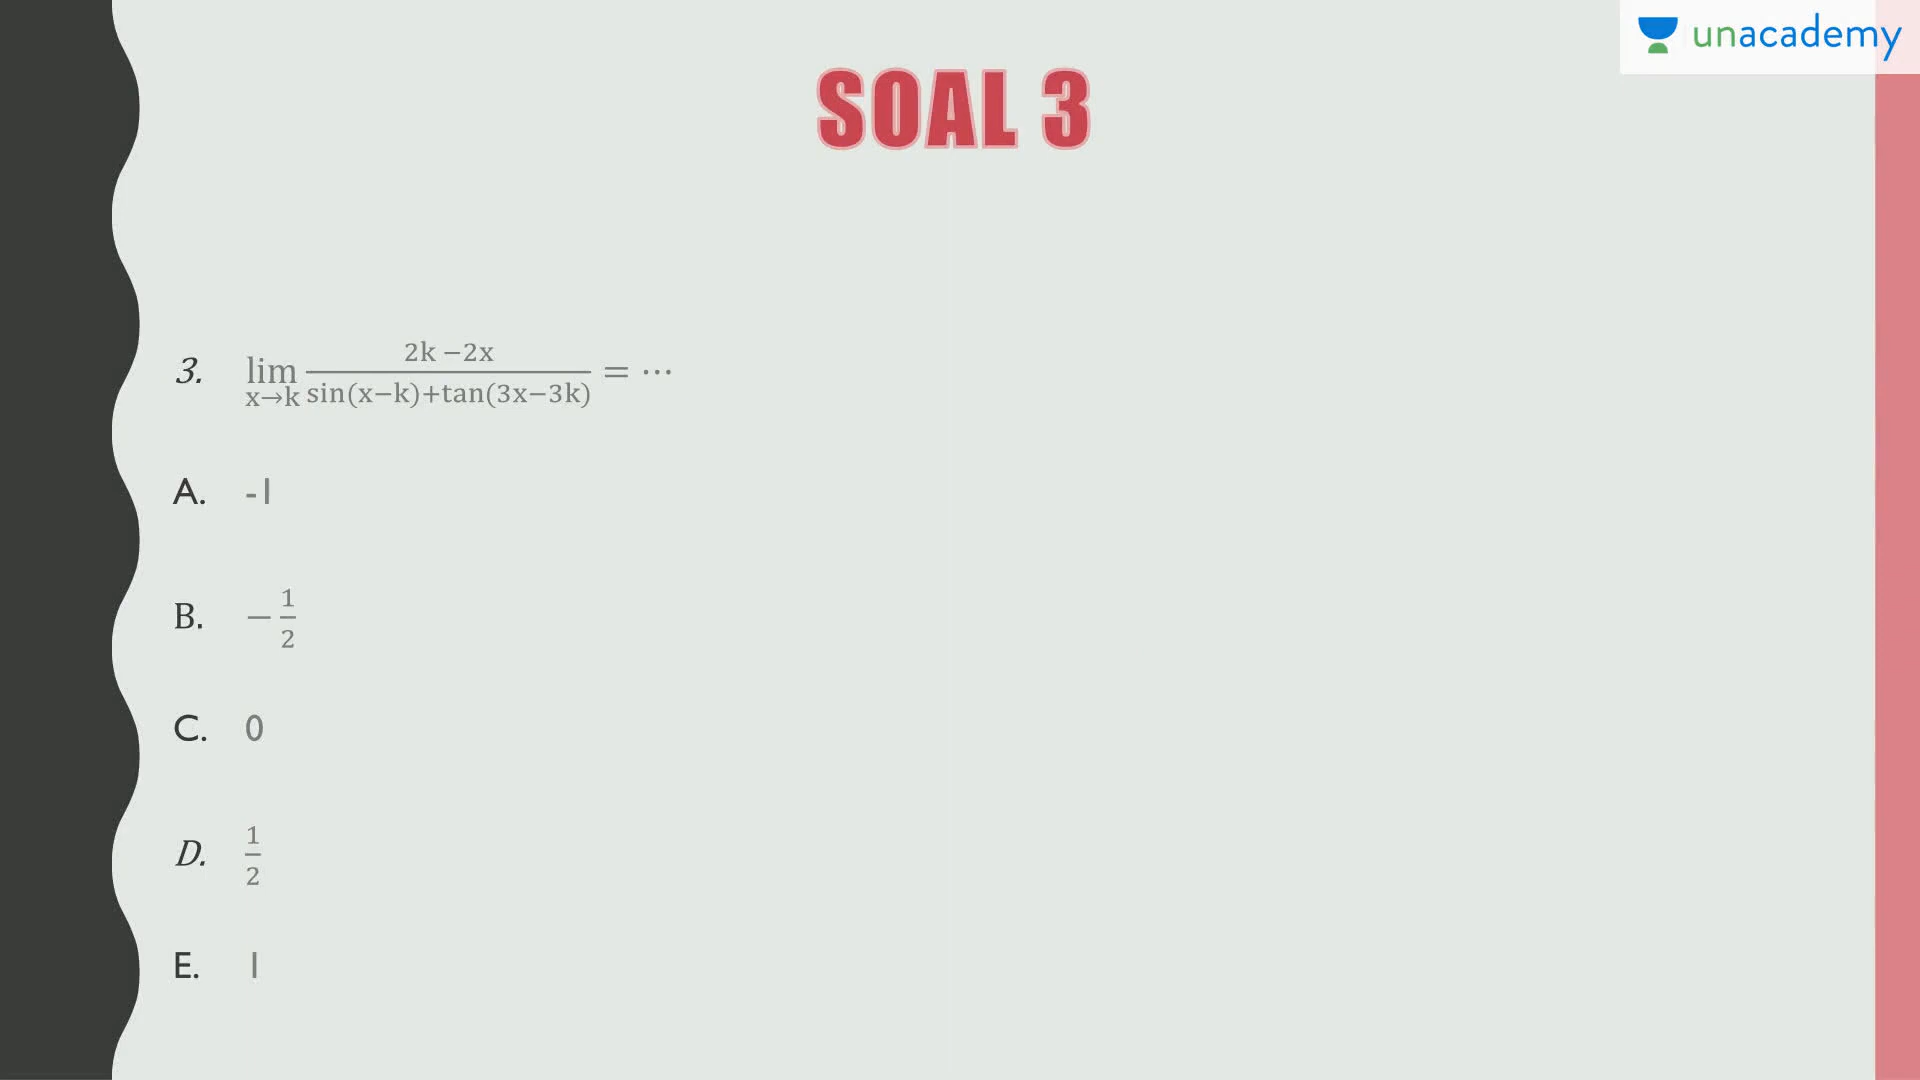 unacademy
SOAL 3
3. lim x→k (2k −2x)/(sin(x−k)+tan(3x−3k)) = ⋯
A. -1
B. −1/2
C. 0
D. 1/2
E. 1